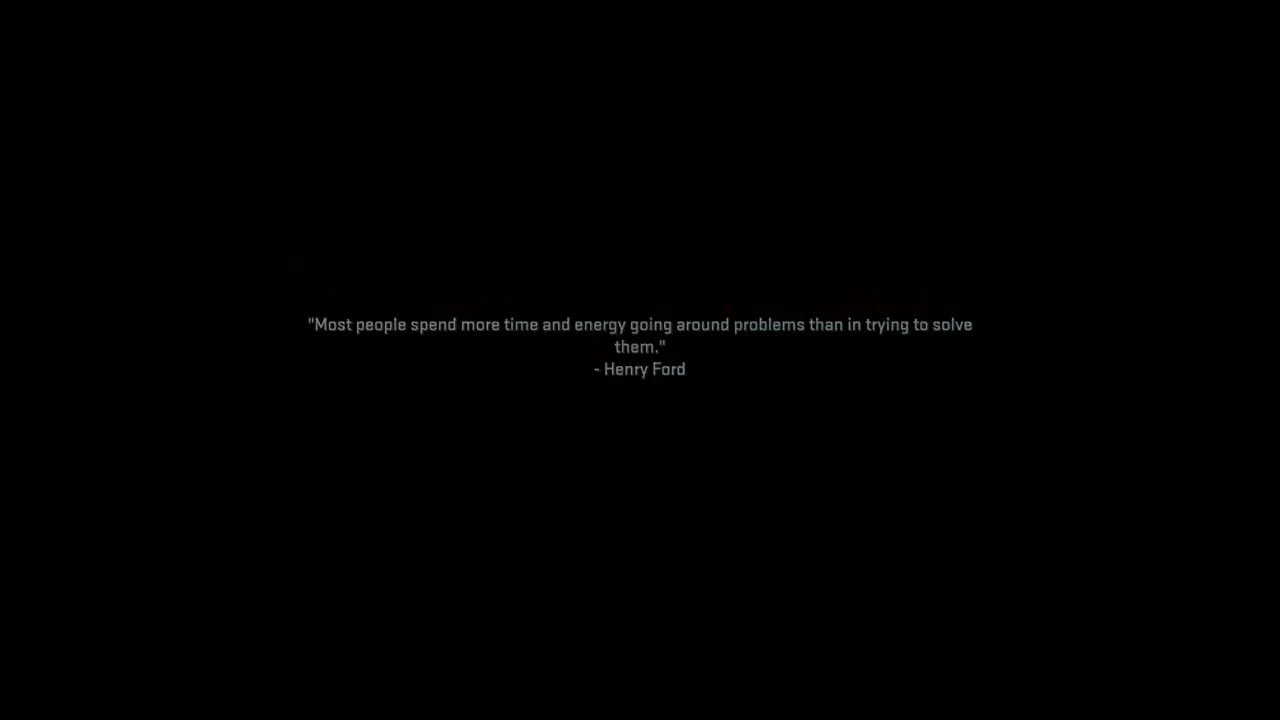 "Most people spend more time and energy going around problems than in trying to solve
them."
- Henry Ford